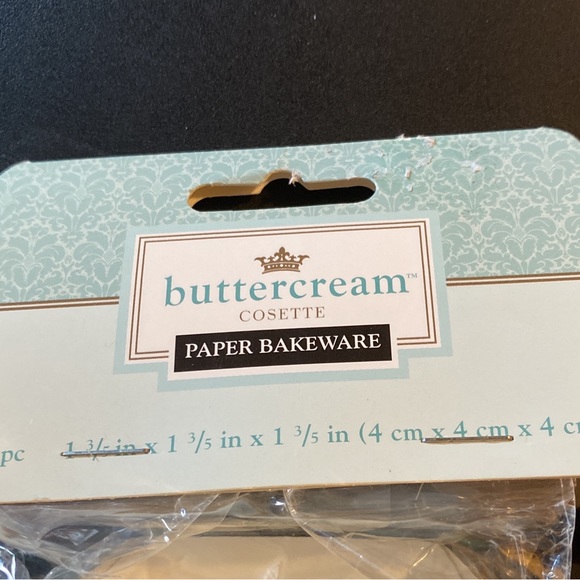 buttercream™
COSETTE
PAPER BAKEWARE
pc 1 3/5 in x 1 3/5 in x 1 3/5 in (4 cm x 4 cm x 4 c